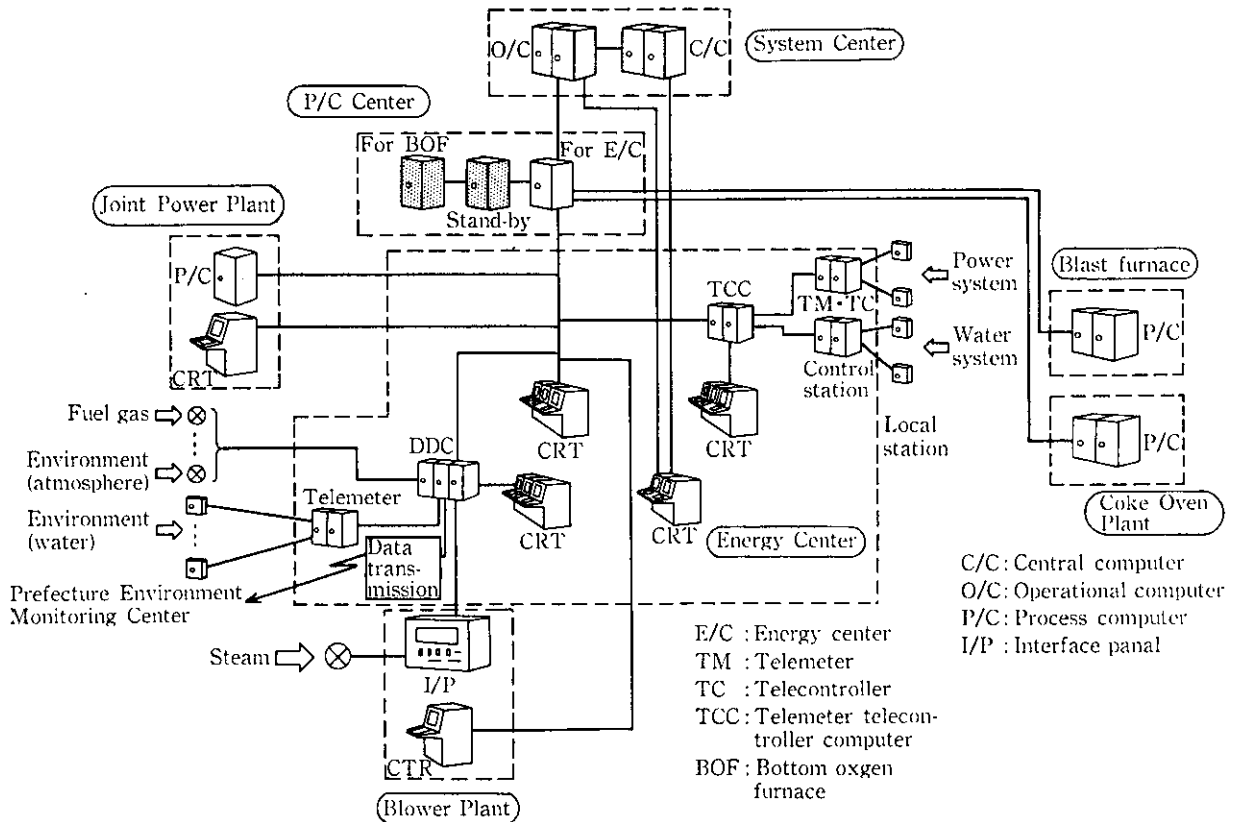 O/C
C/C
System Center
P/C Center
For BOF
For E/C
Stand-by
Joint Power Plant
P/C
CRT
TCC
TM·TC
Power
system
Water
system
Control
station
Local
station
Blast furnace
P/C
P/C
Coke Oven
Plant
Fuel gas
Environment
(atmosphere)
Environment
(water)
Telemeter
DDC
CRT
CRT
CRT
CRT
Energy Center
Data
trans-
mission
Prefecture Environment
Monitoring Center
Steam
I/P
CTR
Blower Plant
E/C : Energy center
TM : Telemeter
TC : Telecontroller
TCC : Telemeter telecon-
troller computer
BOF : Bottom oxgen
furnace
C/C : Central computer
O/C : Operational computer
P/C : Process computer
I/P : Interface panal